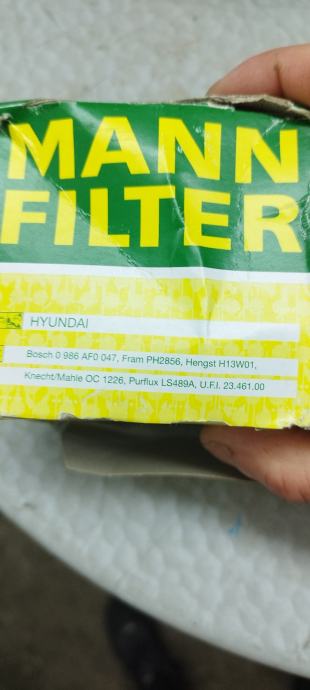 MANN
FILTER
HYUNDAI
Bosch 0 986 AF0 047, Fram PH2856, Hengst H13W01,
Knecht/Mahle OC 1226, Purflux LS489A, U.F.I. 23.461.00